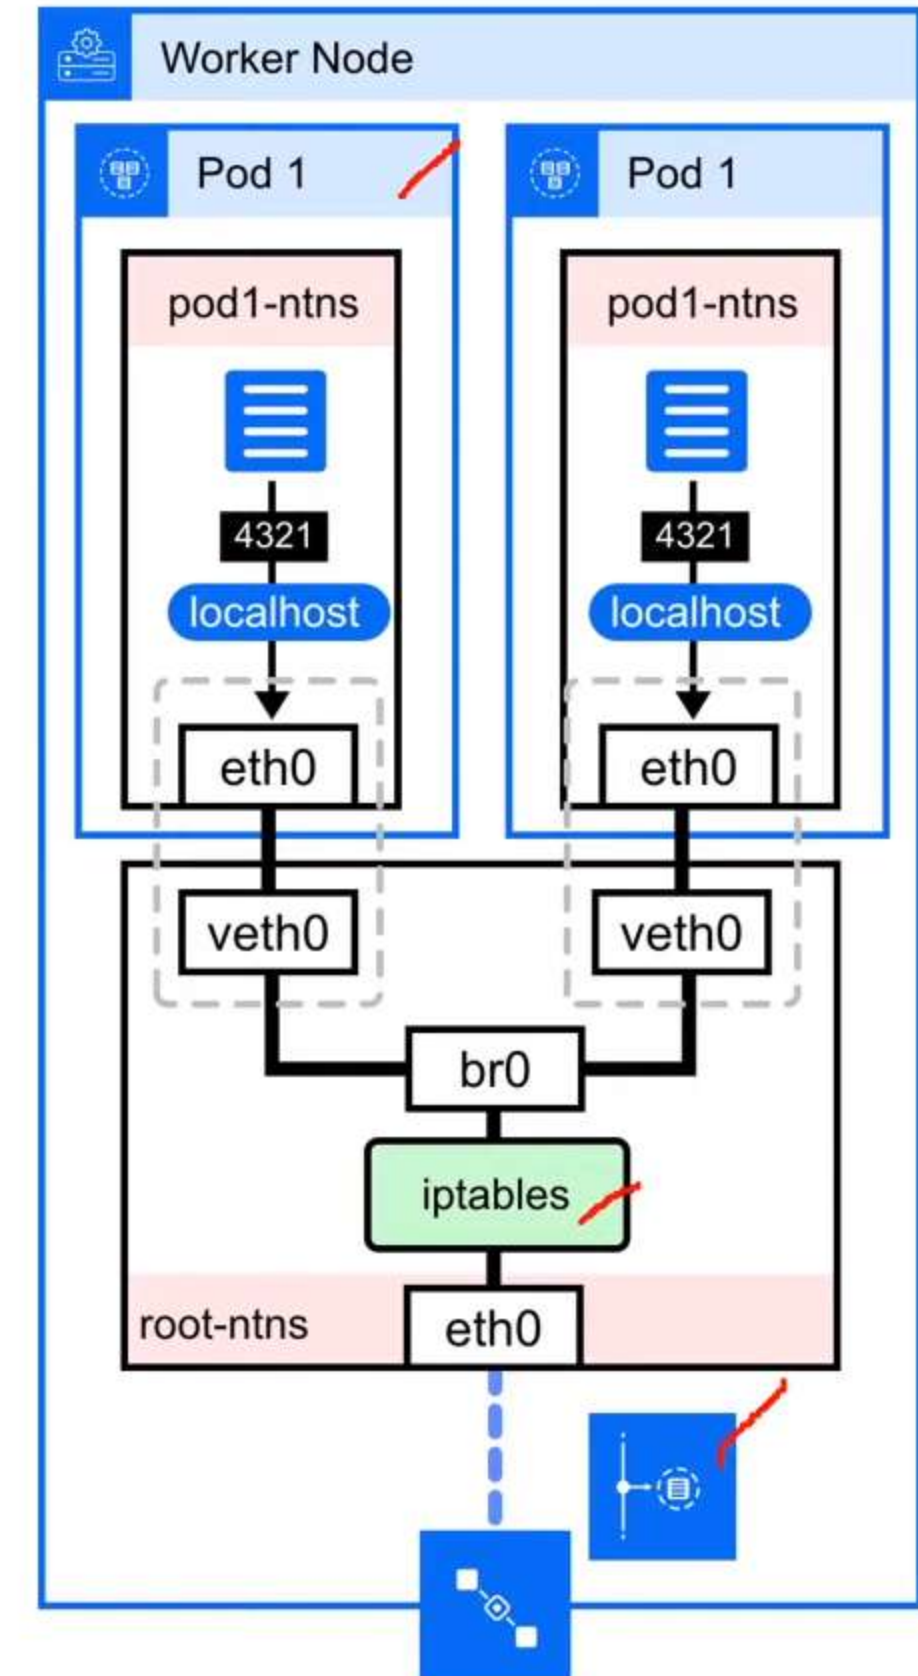 Worker Node
Pod 1
Pod 1
pod1-ntns
pod1-ntns
4321
4321
localhost
localhost
eth0
eth0
veth0
veth0
br0
iptables
root-ntns
eth0